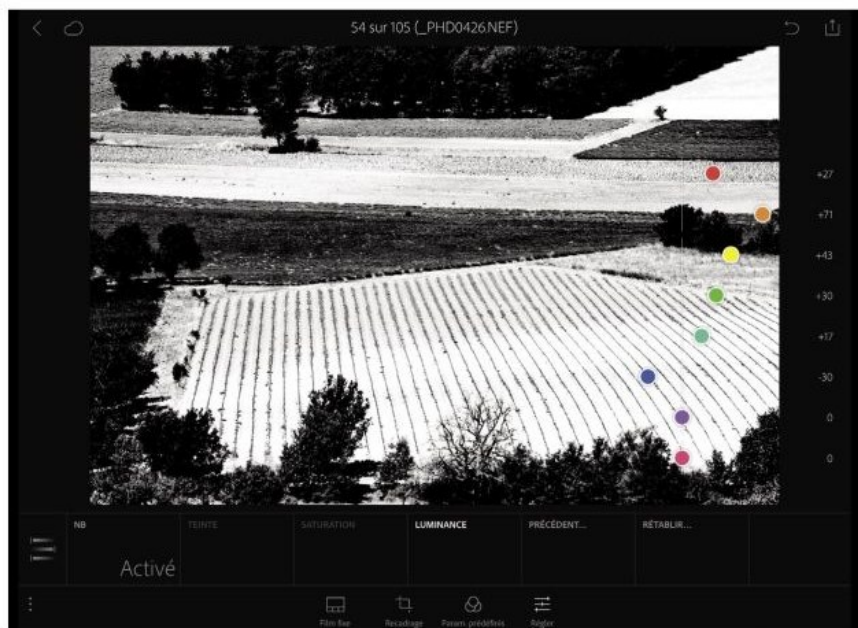 54 sur 105 (_PHD0426.NEF)
+27
+71
+43
+30
+17
-30
0
0
NB
TEINTE
SATURATION
LUMINANCE
PRÉCÉDENT...
RÉTABLIR...
Activé
Film fixe
Recadrage
Param. prédéfinis
Régler